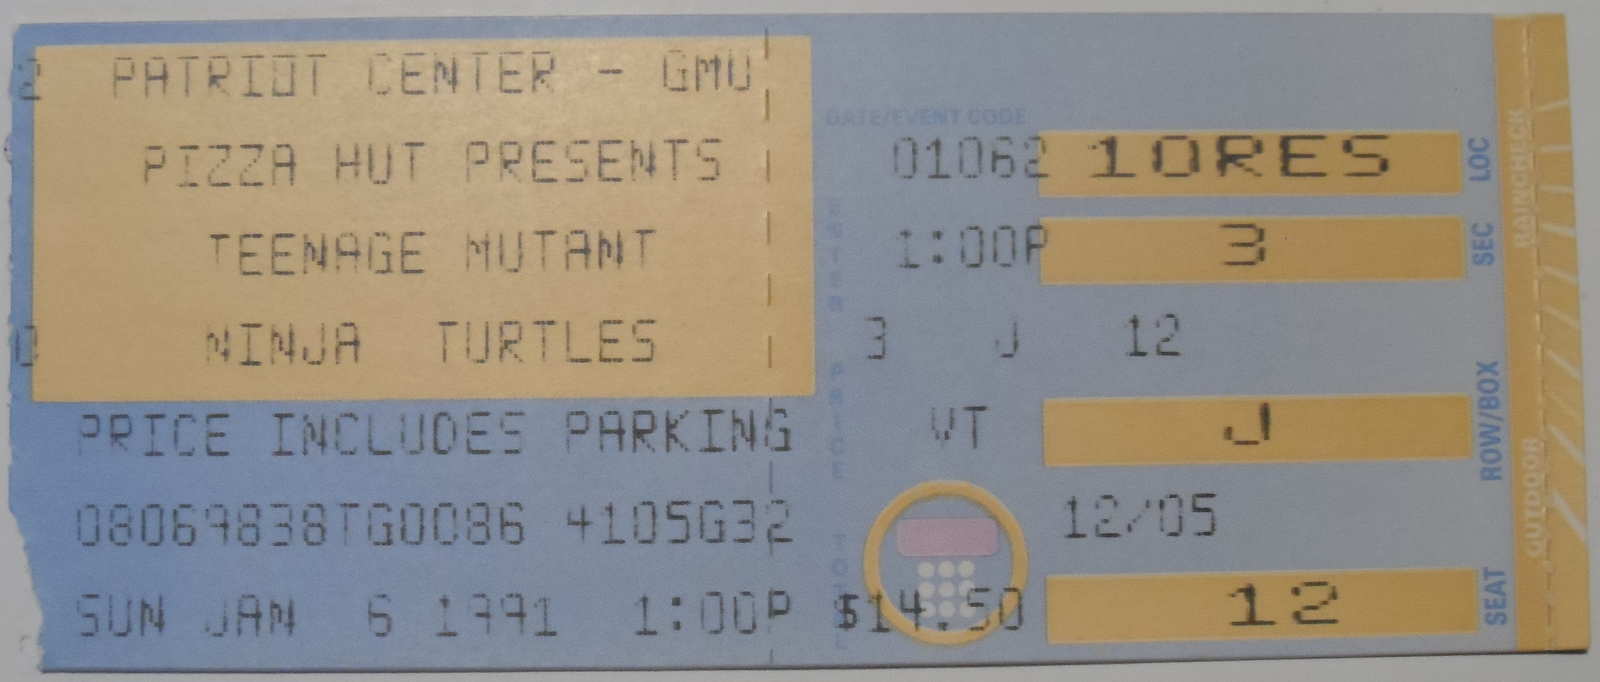 PATRIOT CENTER - GMU
PIZZA HUT PRESENTS
TEENAGE MUTANT
NINJA TURTLES
PRICE INCLUDES PARKING
08069838TG0086 4105G32
SUN JAN 6 1991 1:00P $14.50
DATE/EVENT CODE
01062 10RES LOC
1:00P 3 SEC
3 J 12
VT J ROW/BOX
12/05
12 SEAT
RAINCHECK
OUTDOOR